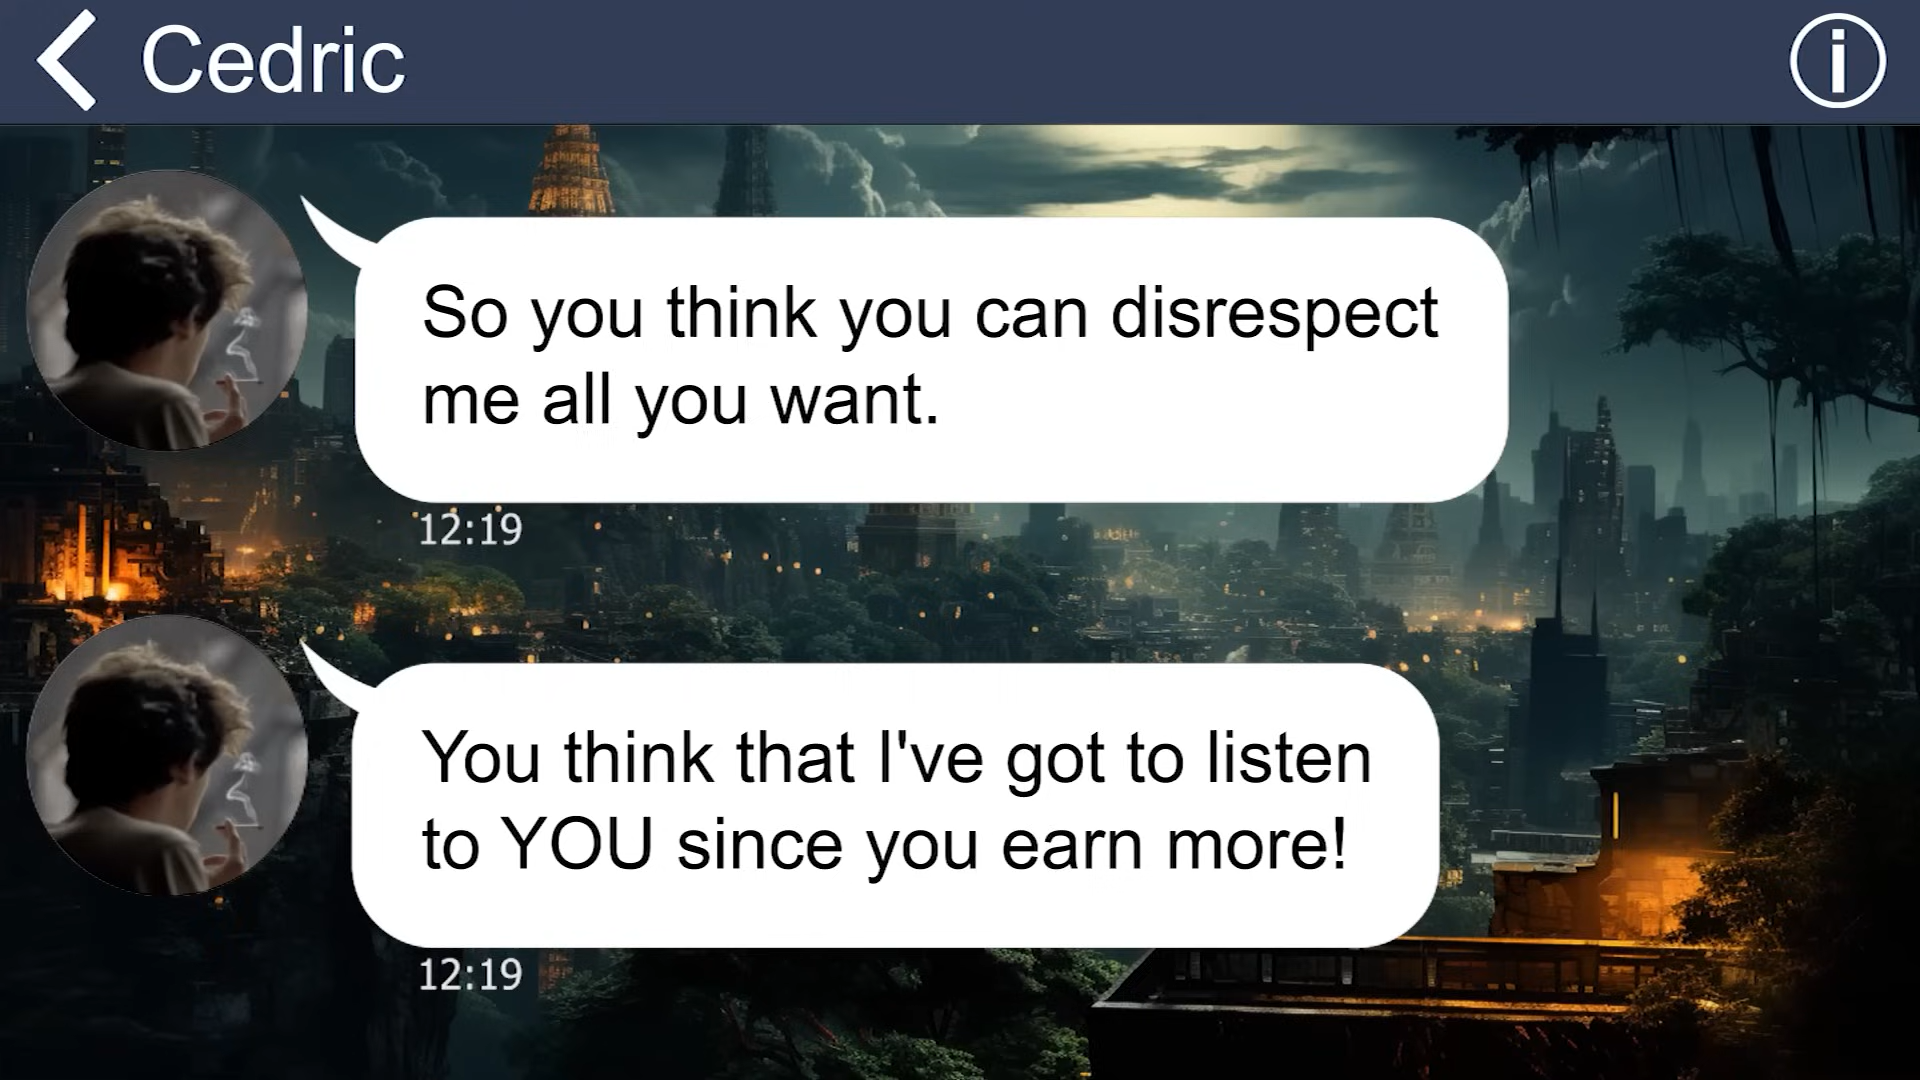 Cedric
So you think you can disrespect
me all you want.
12:19
You think that I've got to listen
to YOU since you earn more!
12:19